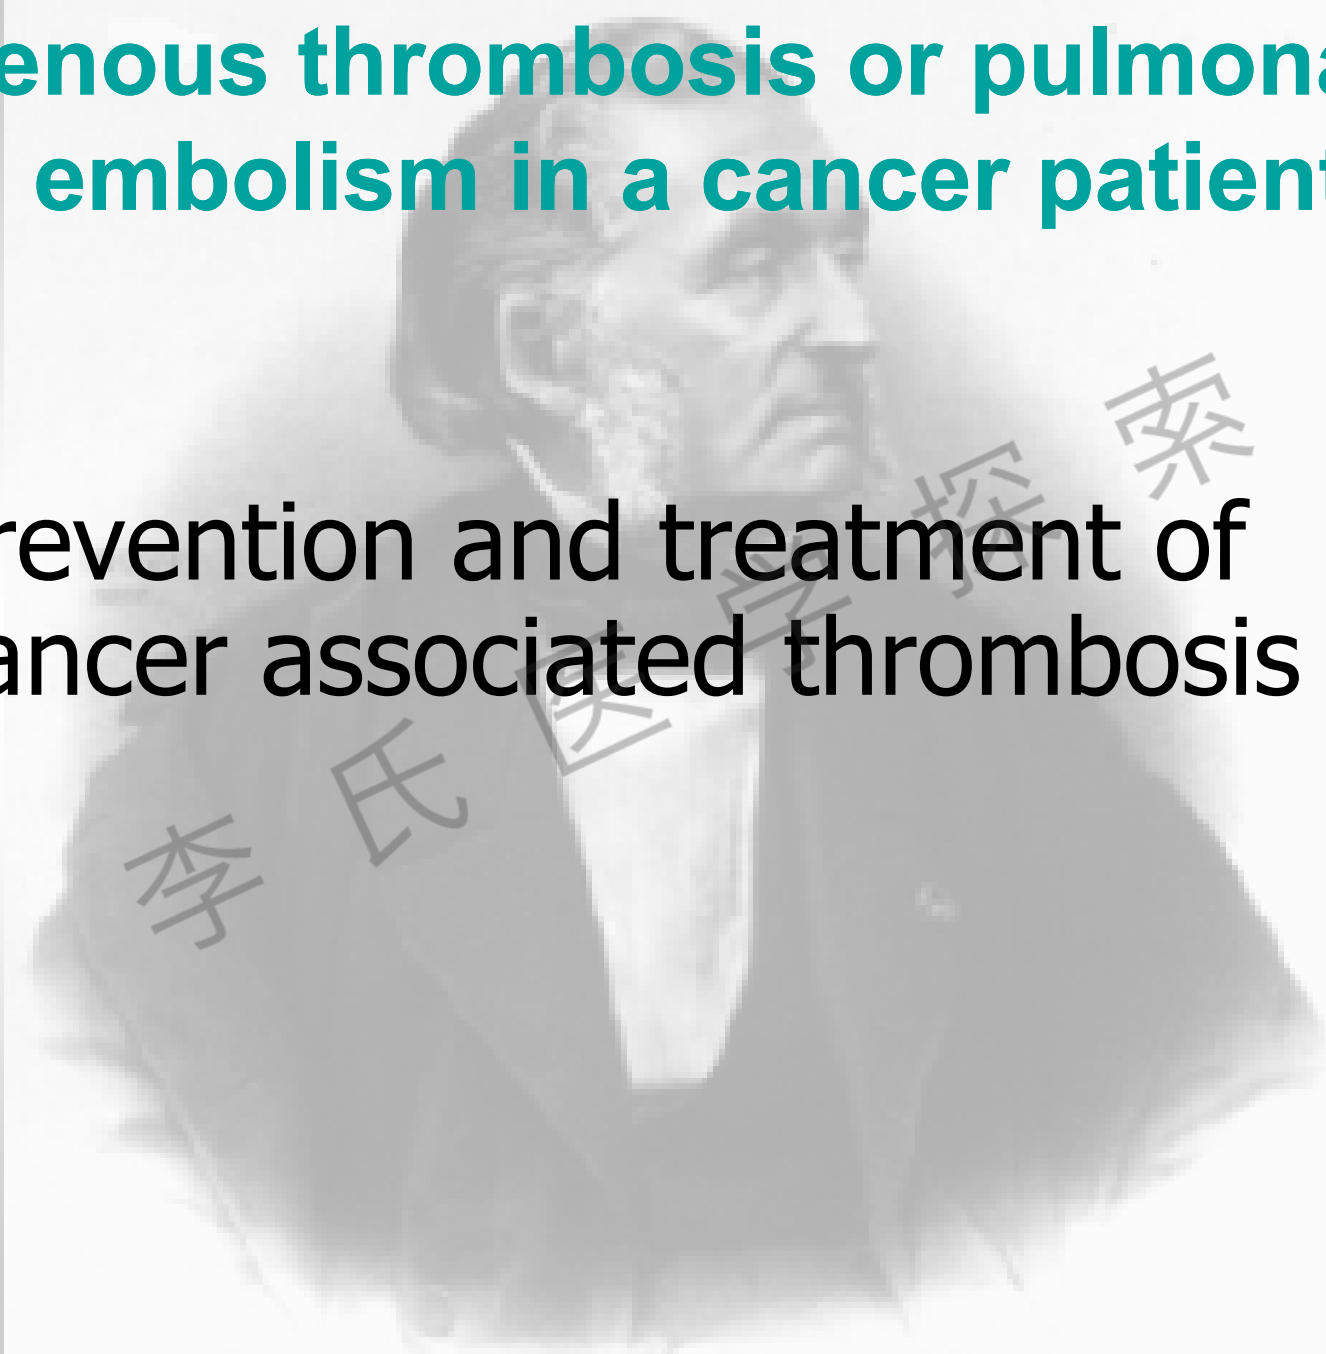 enous thrombosis or pulmona
embolism in a cancer patient
revention and treatment of
ancer associated thrombosis
李氏医学探索